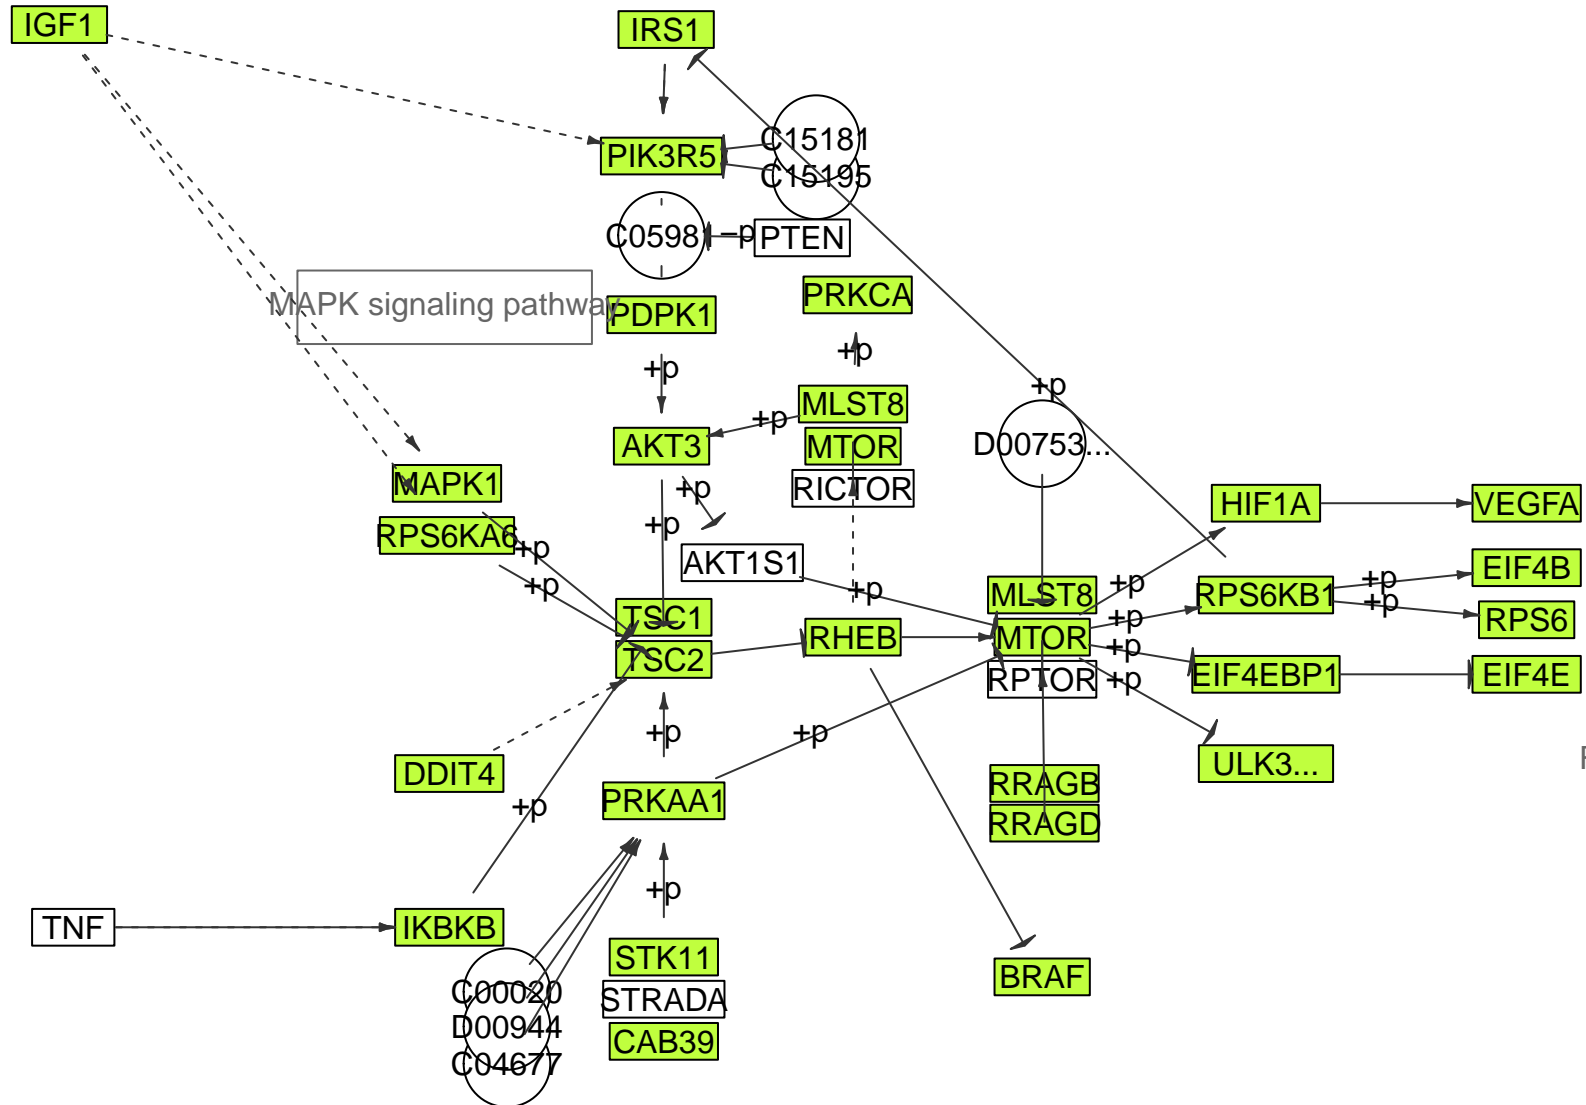 IGF1
IRS1
C15181
PIK3R5
C15195
C0598
-p
PTEN
MAPK signaling pathway
PDPK1
PRKCA
+p
+p
+p
MLST8
+p
AKT3
MTOR
D00753...
MAPK1
+p
RICTOR
HIF1A
VEGFA
RPS6KA6
+p
+p
AKT1S1
EIF4B
+p
+p
MLST8
+p
RPS6KB1
+p
+p
TSC1
+p
RPS6
RHEB
MTOR
+p
TSC2
RPTOR
+p
EIF4EBP1
EIF4E
+p
+p
DDIT4
ULK3...
PRKAA1
RRAGB
+p
RRAGD
+p
TNF
IKBKB
STK11
BRAF
C00020
STRADA
D00944
CAB39
C04677